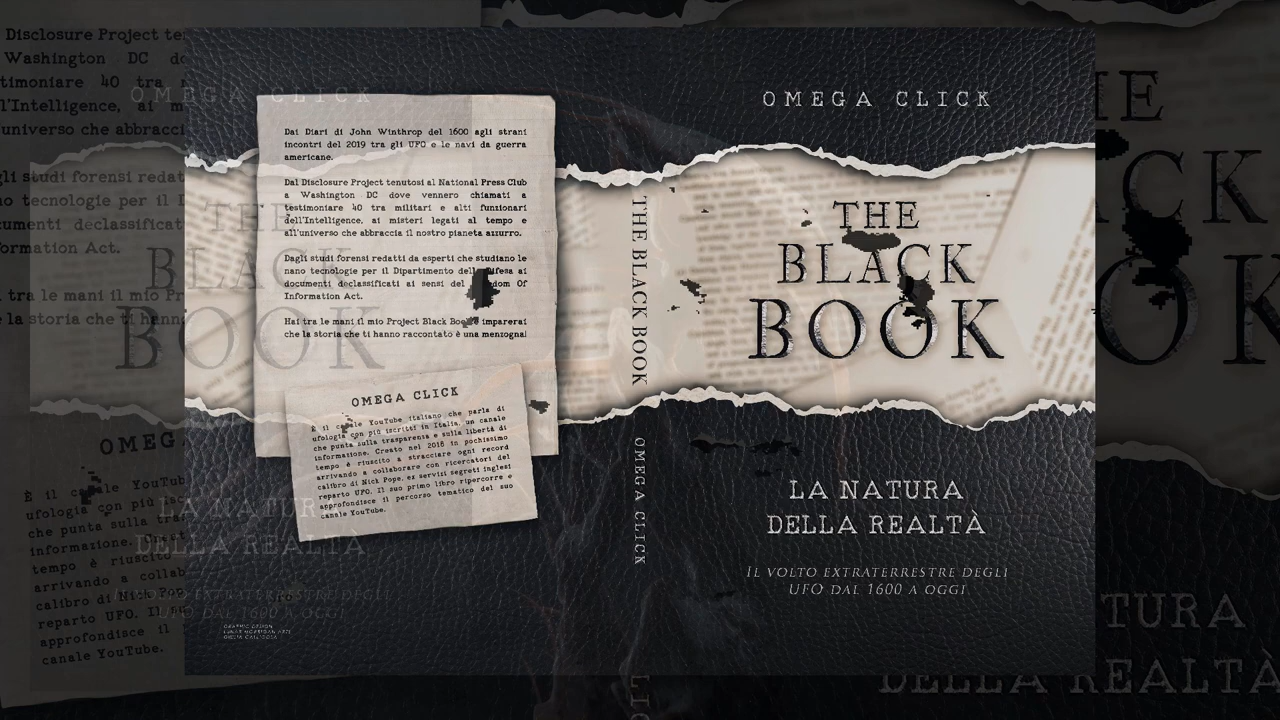 Dai Diari di John Winthrop del 1600 agli strani
incontri del 2019 tra gli UFO e le navi da guerra
americane.
Dal Disclosure Project tenutosi al National Press Club
a Washington DC dove vennero chiamati a
testimoniare 40 tra militari e alti funzionari
dell'Intelligence, ai misteri legati al tempo e
all'universo che abbraccia il nostro pianeta azzurro.
Dagli studi forensi redatti da esperti che studiano le
nano tecnologie per il Dipartimento della Difesa ai
documenti declassificati ai sensi del Freedom Of
Information Act.
Hai tra le mani il mio Project Black Book e imparerai
che la storia che ti hanno raccontato è una menzogna!
OMEGA CLICK
È il canale YouTube italiano che parla di
ufologia con più iscritti in Italia, un canale
che punta sulla trasparenza e sulla libertà di
informazione. Creato nel 2018 in pochissimo
tempo è riuscito a stracciare ogni record
arrivando a collaborare con ricercatori del
calibro di Nick Pope, ex servizi segreti inglesi
reparto UFO. Il suo primo libro ripercorre e
approfondisce il percorso tematico del suo
canale YouTube.
GRAPHIC DESIGN
THE BLACK BOOK
OMEGA CLICK
OMEGA CLICK
THE
BLACK
BOOK
LA NATURA
DELLA REALTÀ
IL VOLTO EXTRATERRESTRE DEGLI
UFO DAL 1600 A OGGI